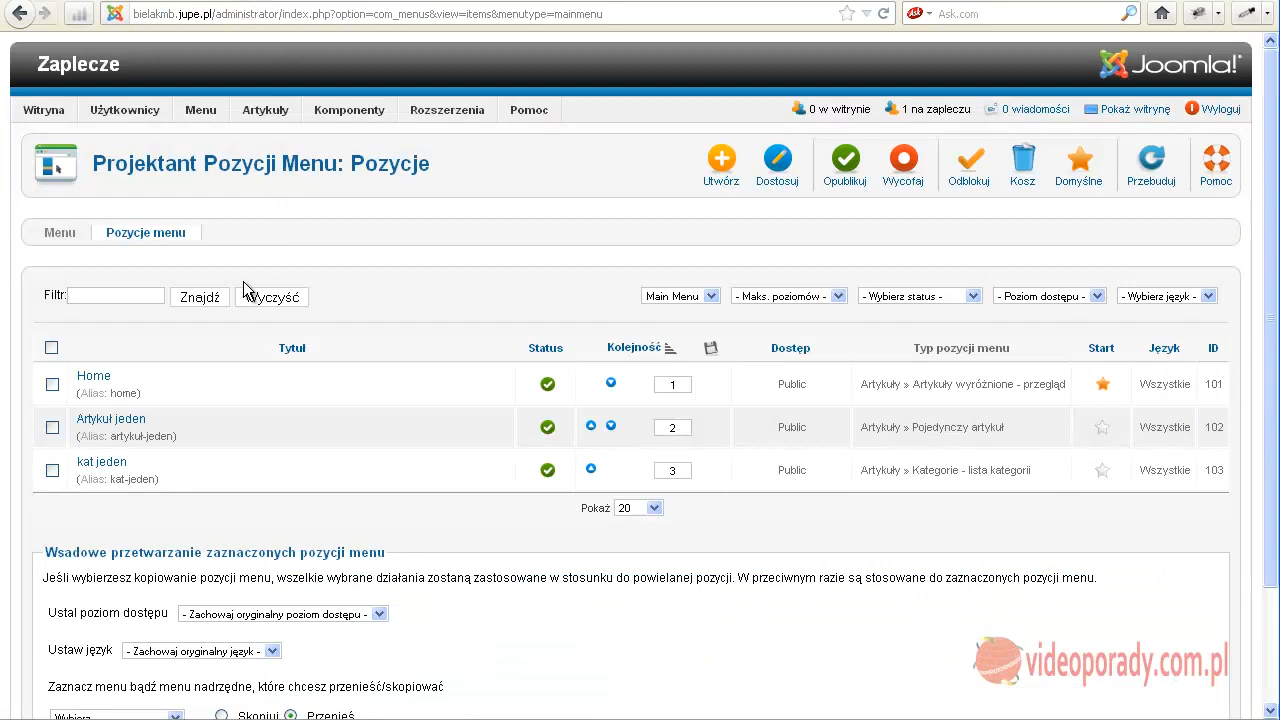 bielakmb.jupe.pl/administrator/index.php?option=com_menus&view=items&menutype=mainmenu
Ask.com
Zaplecze
Joomla!
Witryna Użytkownicy Menu Artykuły Komponenty Rozszerzenia Pomoc
0 w witrynie 1 na zapleczu 0 wiadomości Pokaż witrynę Wyloguj
Projektant Pozycji Menu: Pozycje
Utwórz Dostosuj Opublikuj Wycofaj Odblokuj Kosz Domyślne Przebuduj Pomoc
Menu Pozycje menu
Filtr: Znajdź Wyczyść Main Menu - Maks. poziomów - - Wybierz status - - Poziom dostępu - - Wybierz język -
Tytuł Status Kolejność Dostęp Typ pozycji menu Start Język ID
Home
(Alias: home) 1 Public Artykuły » Artykuły wyróżnione - przegląd Wszystkie 101
Artykuł jeden
(Alias: artykuł-jeden) 2 Public Artykuły » Pojedynczy artykuł Wszystkie 102
kat jeden
(Alias: kat-jeden) 3 Public Artykuły » Kategorie - lista kategorii Wszystkie 103
Pokaż 20
Wsadowe przetwarzanie zaznaczonych pozycji menu
Jeśli wybierzesz kopiowanie pozycji menu, wszelkie wybrane działania zostaną zastosowane w stosunku do powielanej pozycji. W przeciwnym razie są stosowane do zaznaczonych pozycji menu.
Ustal poziom dostępu - Zachowaj oryginalny poziom dostępu -
Ustaw język - Zachowaj oryginalny język -
videoporady.com.pl
Zaznacz menu bądź menu nadrzędne, które chcesz przenieść/skopiować
Wybierz Skopiuj Przenieś